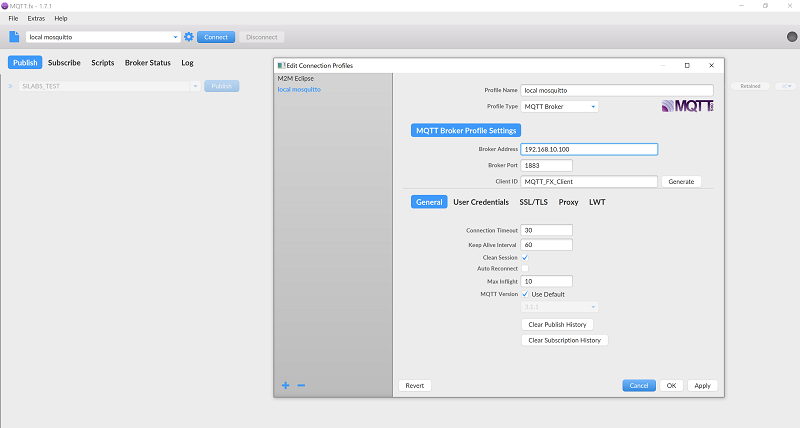 MQTT.fx - 1.7.1
File Extras Help
local mosquitto Connect Disconnect
Publish Subscribe Scripts Broker Status Log
SILABS_TEST Publish Retained
Edit Connection Profiles
M2M Eclipse
local mosquitto
Profile Name local mosquitto
Profile Type MQTT Broker
MQTT
MQTT Broker Profile Settings
Broker Address 192.168.10.100
Broker Port 1883
Client ID MQTT_FX_Client Generate
General User Credentials SSL/TLS Proxy LWT
Connection Timeout 30
Keep Alive Interval 60
Clean Session
Auto Reconnect
Max Inflight 10
MQTT Version Use Default
3.1.1
Clear Publish History
Clear Subscription History
Revert Cancel OK Apply